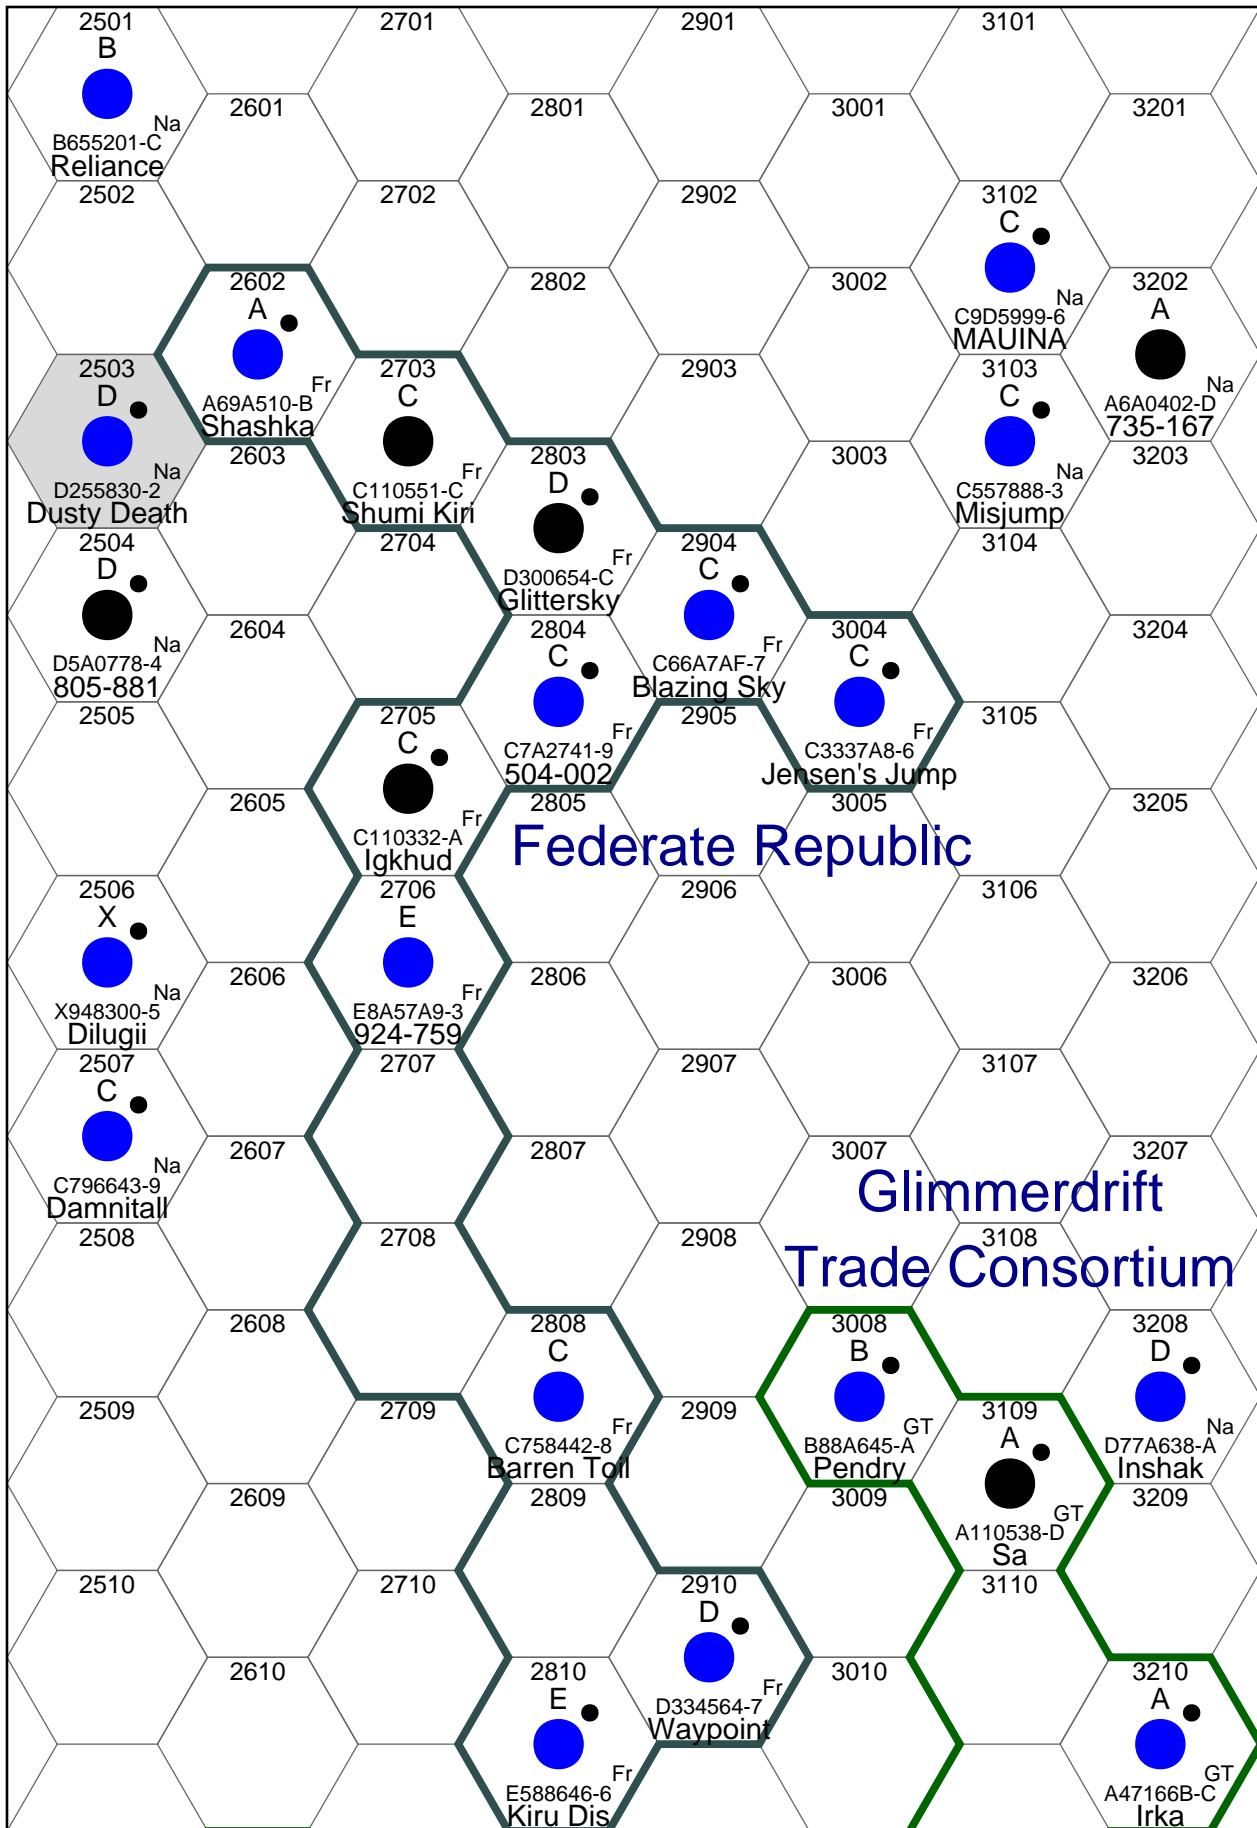 2501
B
Na
B655201-C
Reliance
2701
2901
3101
2601
2801
3001
3201
2502
2702
2902
3102
C
Na
C9D5999-6
MAUINA
2602
A
Fr
A69A510-B
Shashka
2802
3002
3202
A
Na
A6A0402-D
735-167
2503
D
Na
D255830-2
Dusty Death
2703
C
Fr
C110551-C
Shumi Kiri
2903
3103
C
Na
C557888-3
Misjump
2603
2803
D
Fr
D300654-C
Glittersky
3003
3203
2504
D
Na
D5A0778-4
805-881
2704
2904
C
Fr
C66A7AF-7
Blazing Sky
3104
2604
2804
C
Fr
C7A2741-9
504-002
3004
C
Fr
C3337A8-6
Jensen's Jump
3204
2505
2705
C
Fr
C110332-A
Igkhud
2905
3105
2605
2805
3005
3205
Federate Republic
2506
X
Na
X948300-5
Dilugii
2706
E
Fr
E8A57A9-3
924-759
2906
3106
2606
2806
3006
3206
2507
C
Na
C796643-9
Damnitall
2707
2907
3107
2607
2807
3007
3207
Glimmerdrift
Trade Consortium
2508
2708
2908
3108
2608
2808
C
Fr
C758442-8
Barren Toil
3008
B
GT
B88A645-A
Pendry
3208
D
Na
D77A638-A
Inshak
2509
2709
2909
3109
A
GT
A110538-D
Sa
2609
2809
3009
3209
2510
2710
2910
D
Fr
D334564-7
Waypoint
3110
2610
2810
E
Fr
E588646-6
Kiru Dis
3010
3210
A
GT
A47166B-C
Irka